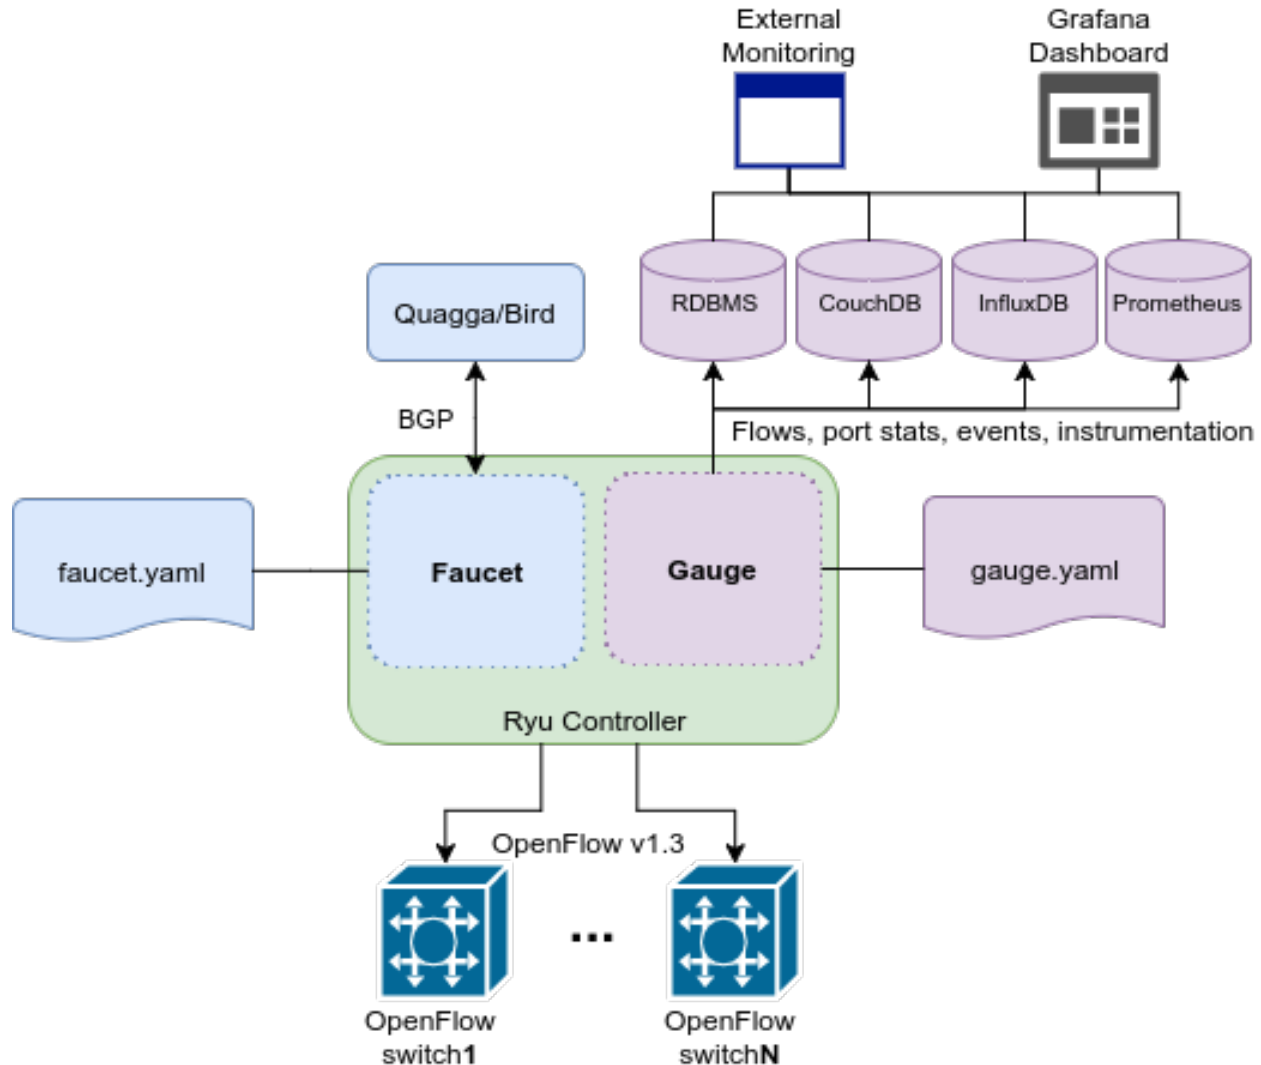 External
Monitoring
Grafana
Dashboard
RDBMS
CouchDB
InfluxDB
Prometheus
Quagga/Bird
BGP
Flows, port stats, events, instrumentation
faucet.yaml
Faucet
Gauge
gauge.yaml
Ryu Controller
OpenFlow v1.3
...
OpenFlow
switch1
OpenFlow
switchN